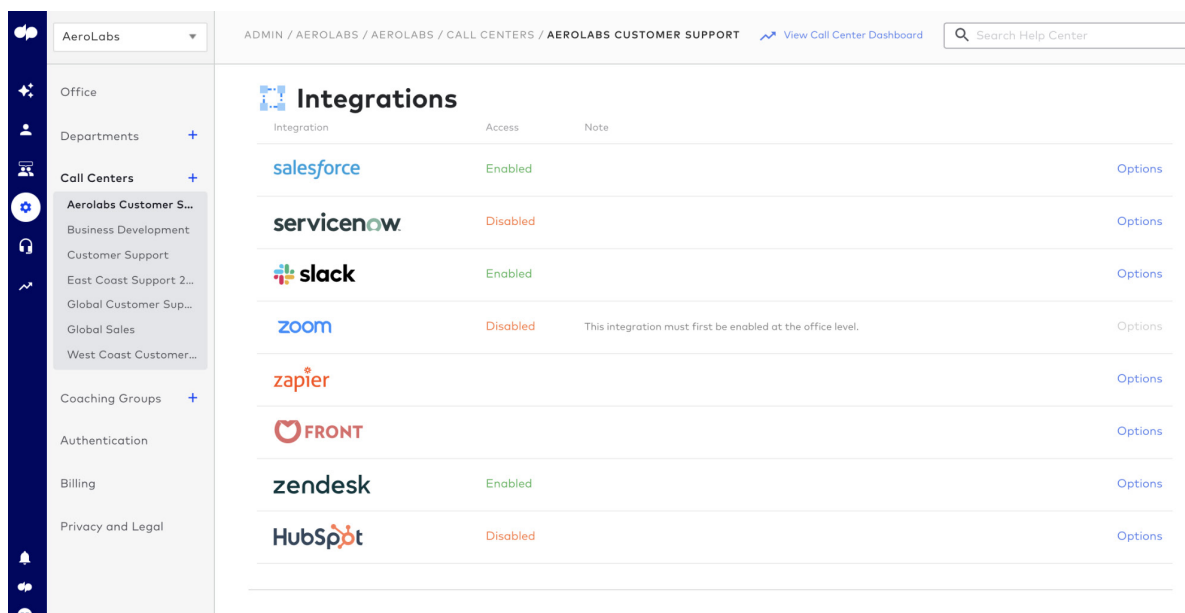 dp
AeroLabs
ADMIN / AEROLABS / AEROLABS / CALL CENTERS / AEROLABS CUSTOMER SUPPORT
View Call Center Dashboard
Search Help Center
Office
Departments +
Call Centers +
Aerolabs Customer S...
Business Development
Customer Support
East Coast Support 2...
Global Customer Sup...
Global Sales
West Coast Customer...
Coaching Groups +
Authentication
Billing
Privacy and Legal
Integrations
Integration Access Note
salesforce Enabled Options
servicenow Disabled Options
slack Enabled Options
zoom Disabled This integration must first be enabled at the office level. Options
zapier Options
FRONT Options
zendesk Enabled Options
HubSpot Disabled Options
dp